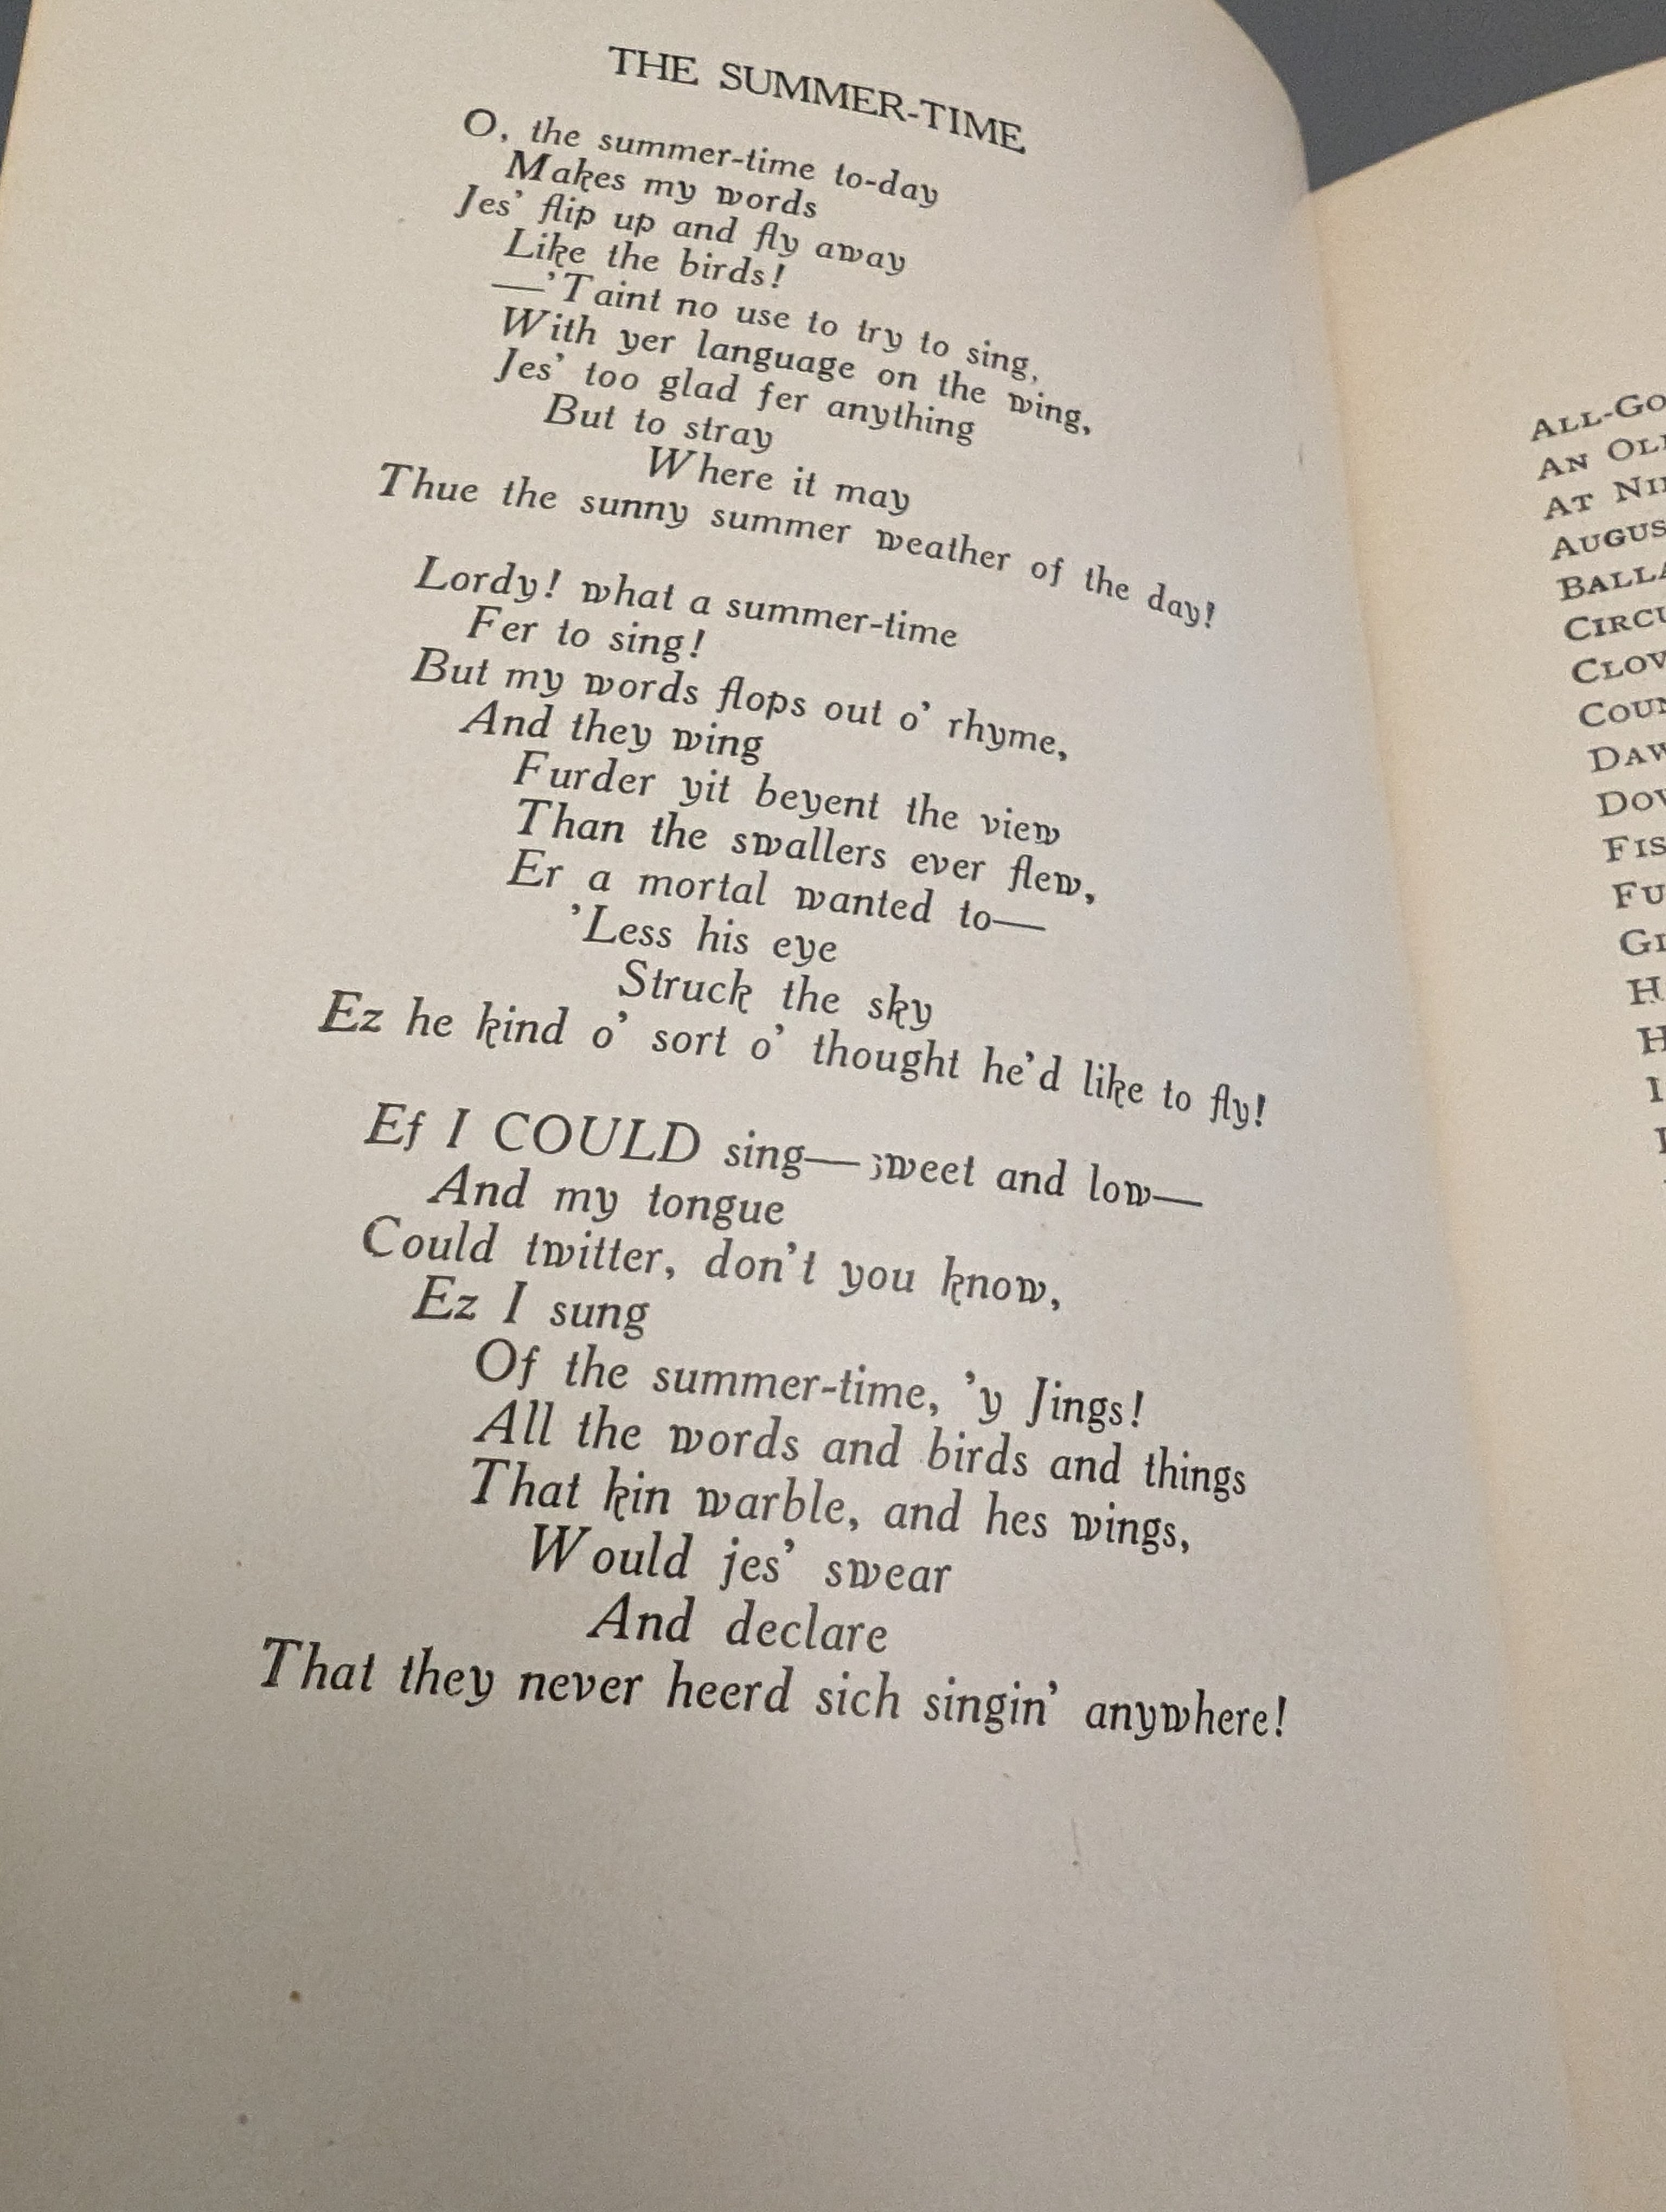 THE SUMMER-TIME
O, the summer-time to-day
Makes my words
Jes' flip up and fly away
Like the birds!
—'Taint no use to try to sing,
With yer language on the wing,
Jes' too glad fer anything
But to stray
Where it may
Thue the sunny summer weather of the day!
Lordy! what a summer-time
Fer to sing!
But my words flops out o' rhyme,
And they wing
Furder yit beyent the view
Than the swallers ever flew,
Er a mortal wanted to—
'Less his eye
Struck the sky
Ez he kind o' sort o' thought he'd like to fly!
Ef I COULD sing—sweet and low—
And my tongue
Could twitter, don't you know,
Ez I sung
Of the summer-time, 'y Jings!
All the words and birds and things
That kin warble, and hes wings,
Would jes' swear
And declare
That they never heerd sich singin' anywhere!
ALL-GO
AN OL
AT NI
AUGUS
BALLA
CIRCU
CLOV
COUN
DAW
DOV
FIS
FU
GI
H
H
I